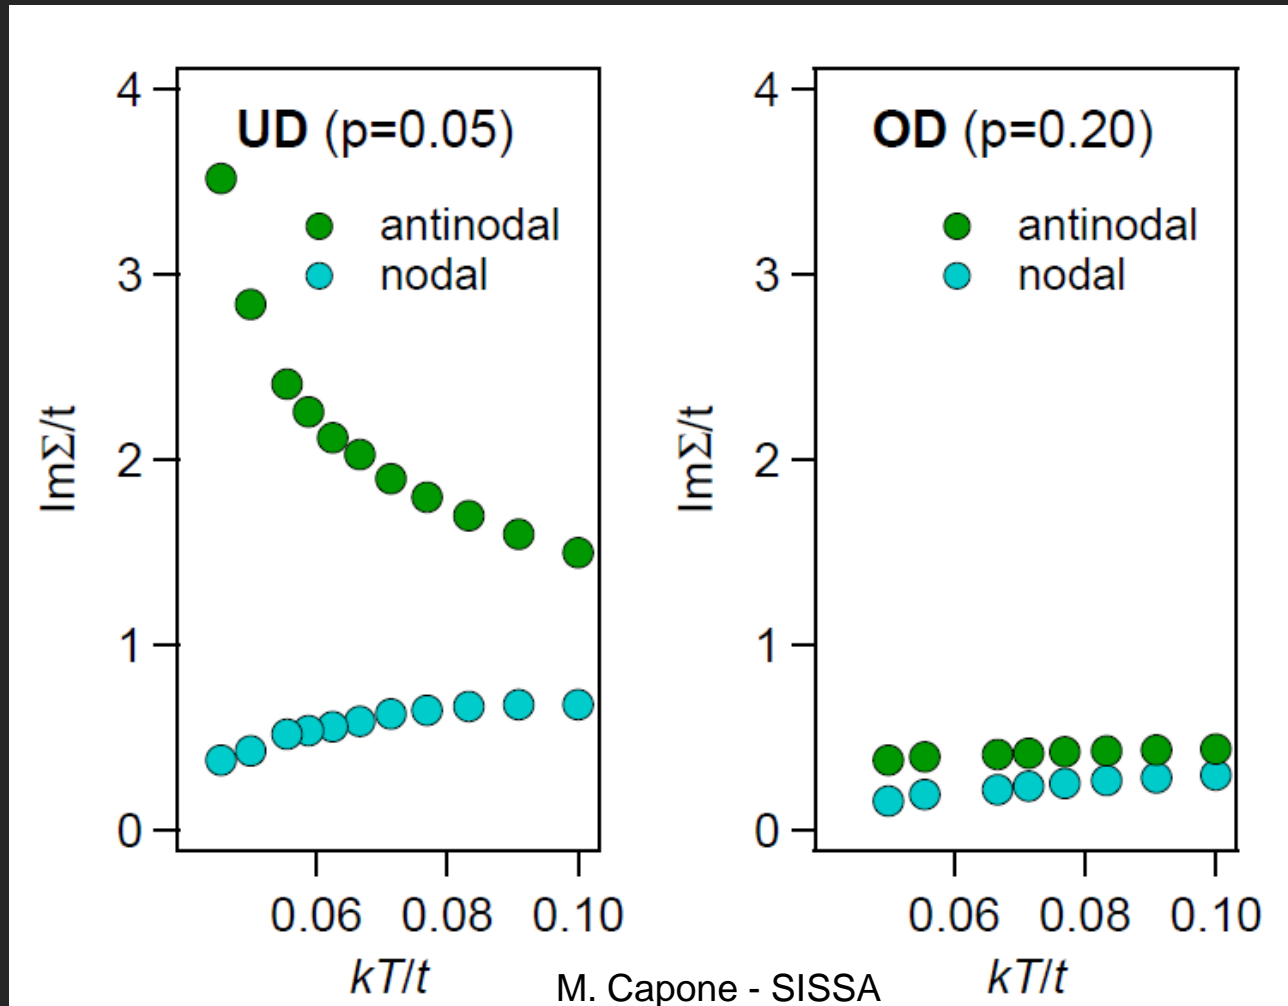 4
3
2
1
0
ImΣ/t
UD (p=0.05)
antinodal
nodal
0.06 0.08 0.10
kT/t
4
3
2
1
0
ImΣ/t
OD (p=0.20)
antinodal
nodal
0.06 0.08 0.10
kT/t
M. Capone - SISSA